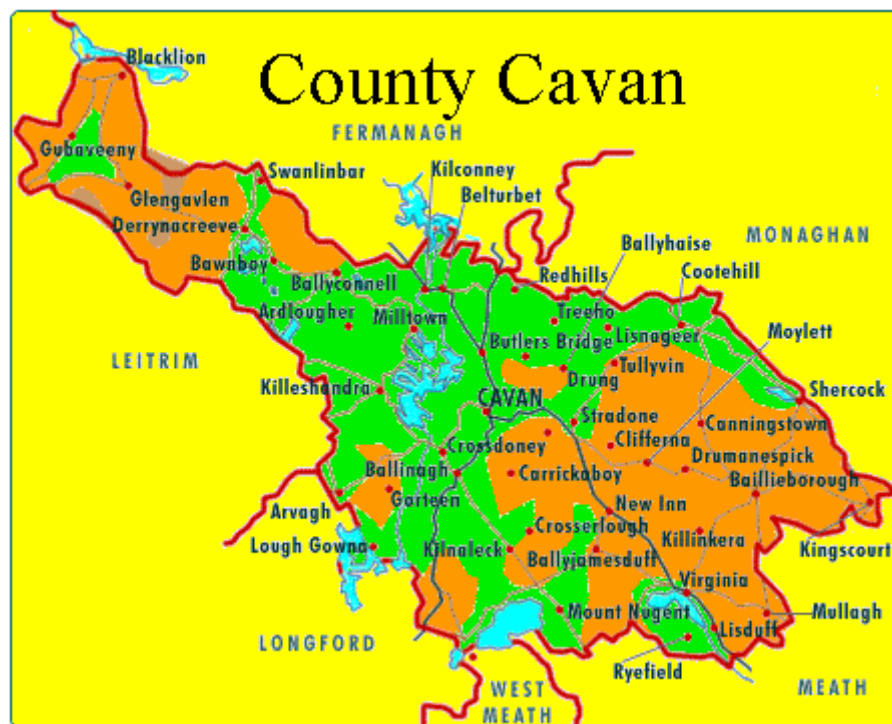 County Cavan
Blacklion
FERMANAGH
Gubaveeny
Swanlinbar
Kilconney
Glengavlen
Belturbet
Derrynacreeve
Ballyhaise
MONAGHAN
Bawnboy
Ballyconnell
Redhills
Cootehill
Ardlougher
Milltown
Treeho
Lisnageer
Moylett
Butlers Bridge
LEITRIM
Tullyvin
Killeshandra
Drung
Shercock
CAVAN
Stradone
Canningstown
Crossdoney
Clifferna
Drumanespick
Ballinagh
Carrickaboy
Bailliborough
Gorteen
Arvagh
New Inn
Crosserlough
Killinkera
Kingscourt
Lough Gowna
Kilnaleck
Ballyjamesduff
Virginia
Mount Nugent
Mullagh
Lisduff
LONGFORD
Ryefield
WEST
MEATH
MEATH